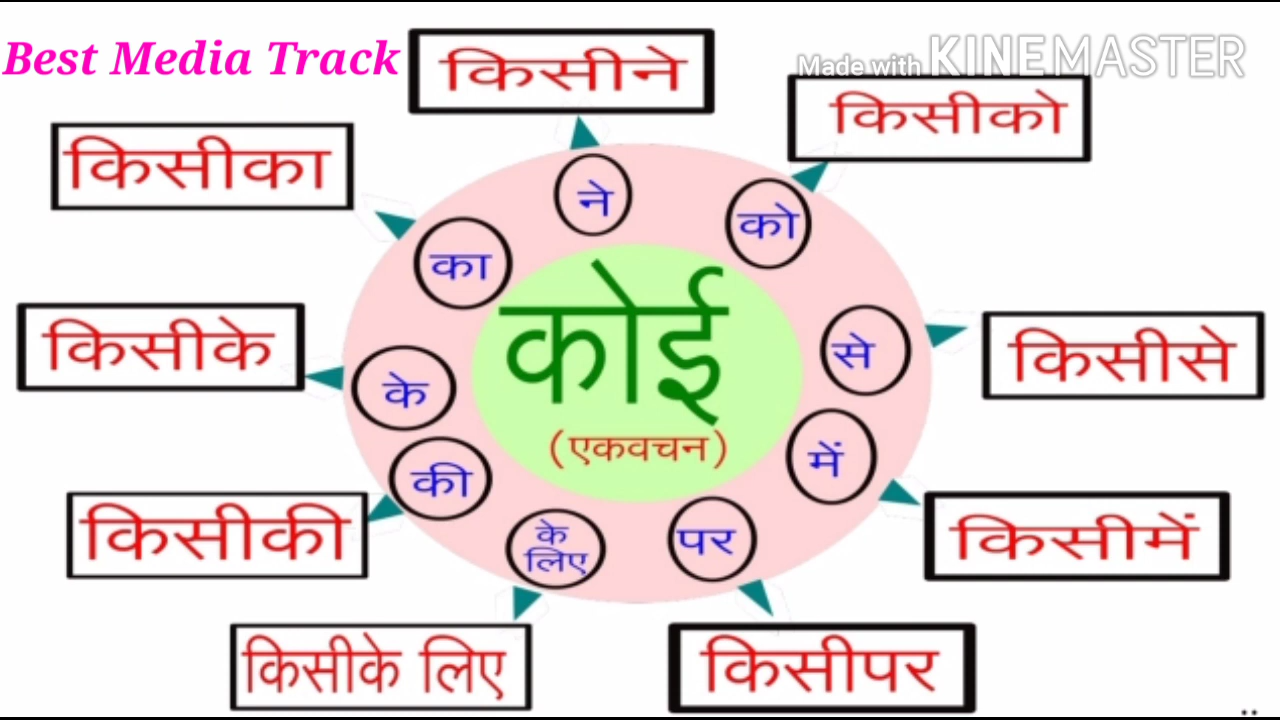 Best Media Track
Made with KINEMASTER
किसीने
किसीको
किसीका
ने
को
का
कोई
(एकवचन)
से
किसीसे
किसीके
के
में
किसीमें
की
किसीकी
के
लिए
पर
किसीके लिए
किसीपर
..